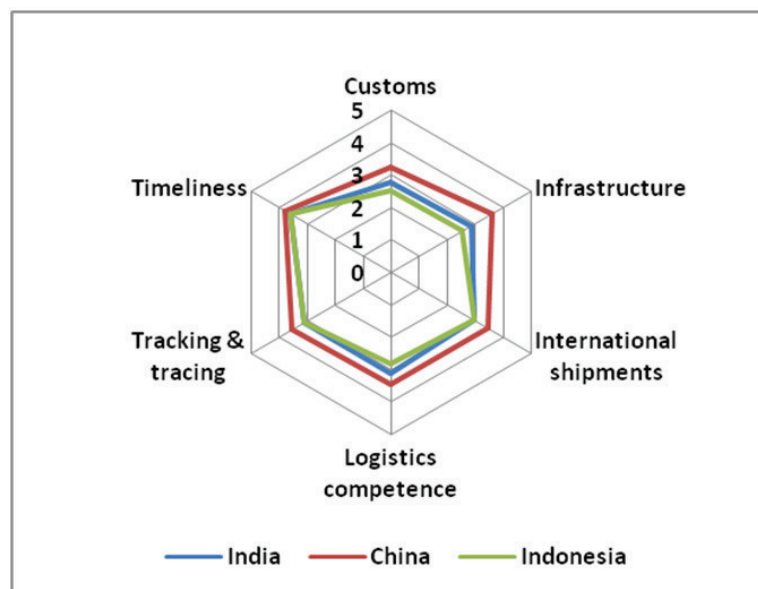 Customs
5
4
3
2
1
0
Timeliness
Infrastructure
Tracking &
tracing
International
shipments
Logistics
competence
India
China
Indonesia